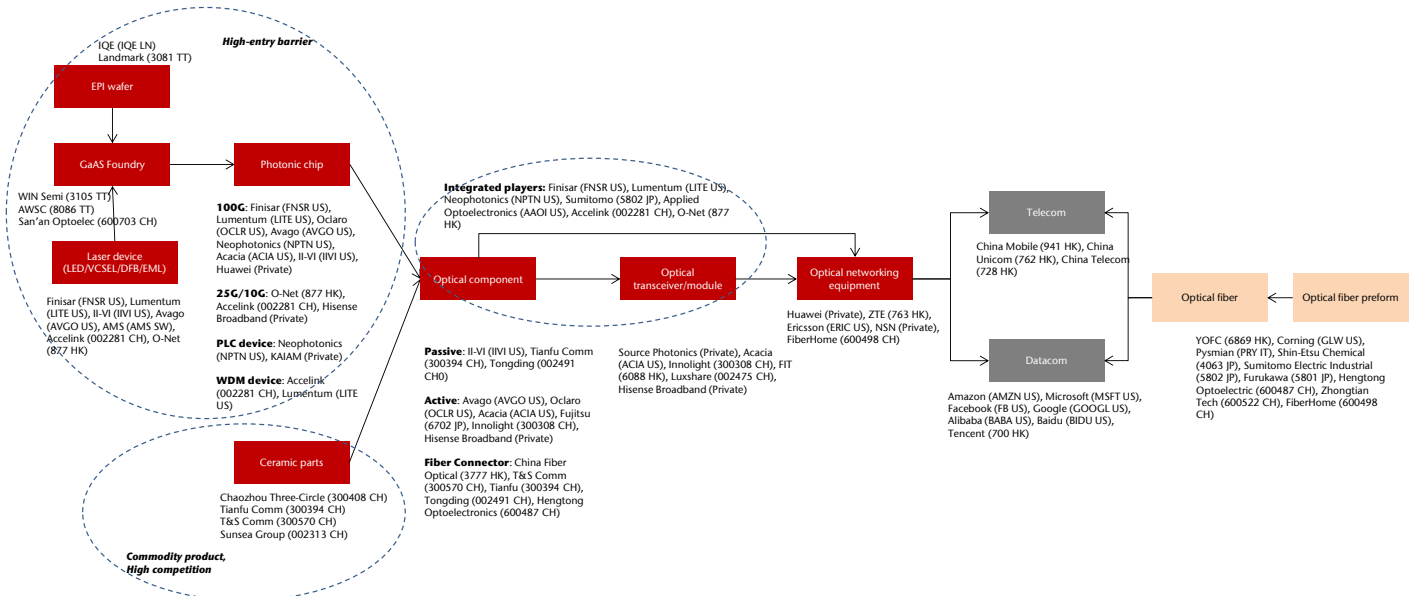 IQE (IQE LN)
Landmark (3081 TT)
High-entry barrier
EPI wafer
GaAS Foundry
Photonic chip
WIN Semi (3105 TT)
AWSC (8086 TT)
San'an Optoelec (600703 CH)
Laser device
(LED/VCSEL/DFB/EML)
Finisar (FNSR US), Lumentum
(LITE US), II-VI (IIVI US), Avago
(AVGO US), AMS (AMS SW),
Accelink (002281 CH), O-Net
(877 HK)
100G: Finisar (FNSR US),
Lumentum (LITE US), Oclaro
(OCLR US), Avago (AVGO US),
Neophotonics (NPTN US),
Acacia (ACIA US), II-VI (IIVI US),
Huawei (Private)
25G/10G: O-Net (877 HK),
Accelink (002281 CH), Hisense
Broadband (Private)
PLC device: Neophotonics
(NPTN US), KAIAM (Private)
WDM device: Accelink
(002281 CH), Lumentum (LITE
US)
Ceramic parts
Chaozhou Three-Circle (300408 CH)
Tianfu Comm (300394 CH)
T&S Comm (300570 CH)
Sunsea Group (002313 CH)
Commodity product,
High competition
Integrated players: Finisar (FNSR US), Lumentum (LITE US),
Neophotonics (NPTN US), Sumitomo (5802 JP), Applied
Optoelectronics (AAOI US), Accelink (002281 CH), O-Net (877
HK)
Optical component
Optical
transceiver/module
Optical networking
equipment
Passive: II-VI (IIVI US), Tianfu Comm
(300394 CH), Tongding (002491
CH0)
Active: Avago (AVGO US), Oclaro
(OCLR US), Acacia (ACIA US), Fujitsu
(6702 JP), Innolight (300308 CH),
Hisense Broadband (Private)
Fiber Connector: China Fiber
Optical (3777 HK), T&S Comm
(300570 CH), Tianfu (300394 CH),
Tongding (002491 CH), Hengtong
Optoelectronics (600487 CH)
Source Photonics (Private), Acacia
(ACIA US), Innolight (300308 CH), FIT
(6088 HK), Luxshare (002475 CH),
Hisense Broadband (Private)
Huawei (Private), ZTE (763 HK),
Ericsson (ERIC US), NSN (Private),
FiberHome (600498 CH)
Telecom
China Mobile (941 HK), China
Unicom (762 HK), China Telecom
(728 HK)
Datacom
Amazon (AMZN US), Microsoft (MSFT US),
Facebook (FB US), Google (GOOGL US),
Alibaba (BABA US), Baidu (BIDU US),
Tencent (700 HK)
Optical fiber
Optical fiber preform
YOFC (6869 HK), Corning (GLW US),
Pysmian (PRY IT), Shin-Etsu Chemical
(4063 JP), Sumitomo Electric Industrial
(5802 JP), Furukawa (5801 JP), Hengtong
Optoelectric (600487 CH), Zhongtian
Tech (600522 CH), FiberHome (600498
CH)